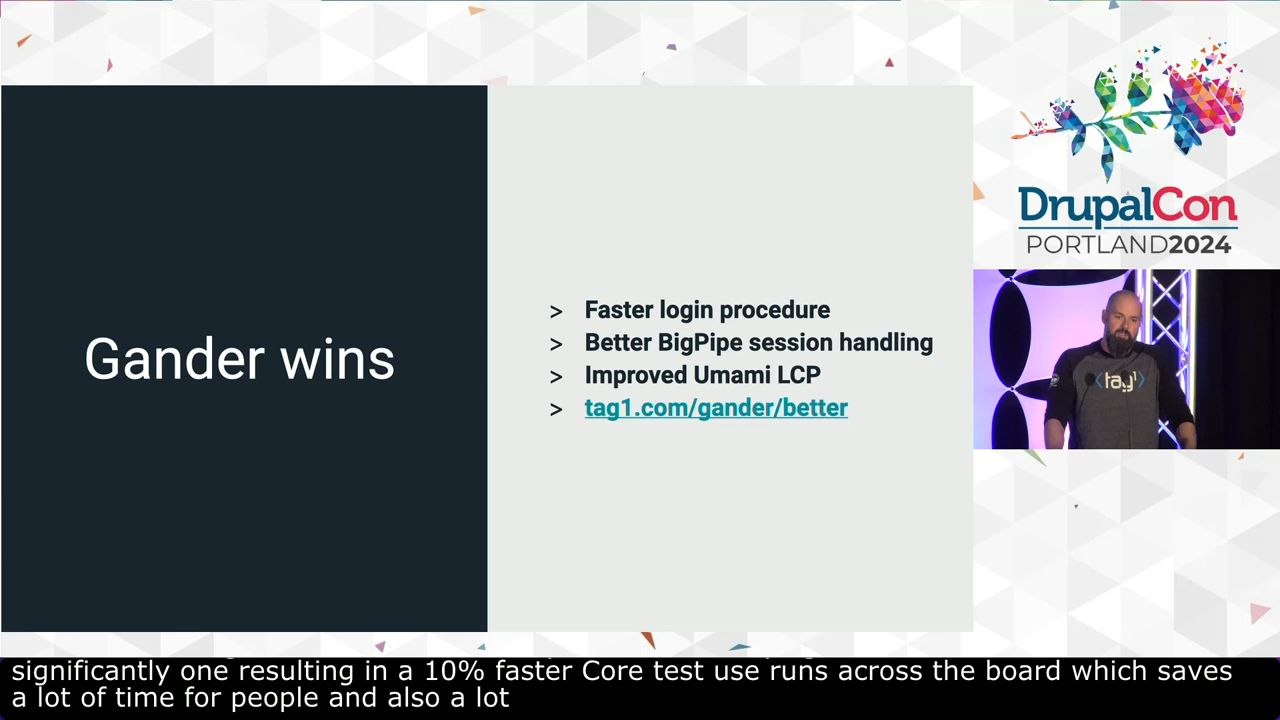 Gander wins
> Faster login procedure
> Better BigPipe session handling
> Improved Umami LCP
> tag1.com/gander/better
DrupalCon
PORTLAND2024
<tag1>
significantly one resulting in a 10% faster Core test use runs across the board which saves
a lot of time for people and also a lot